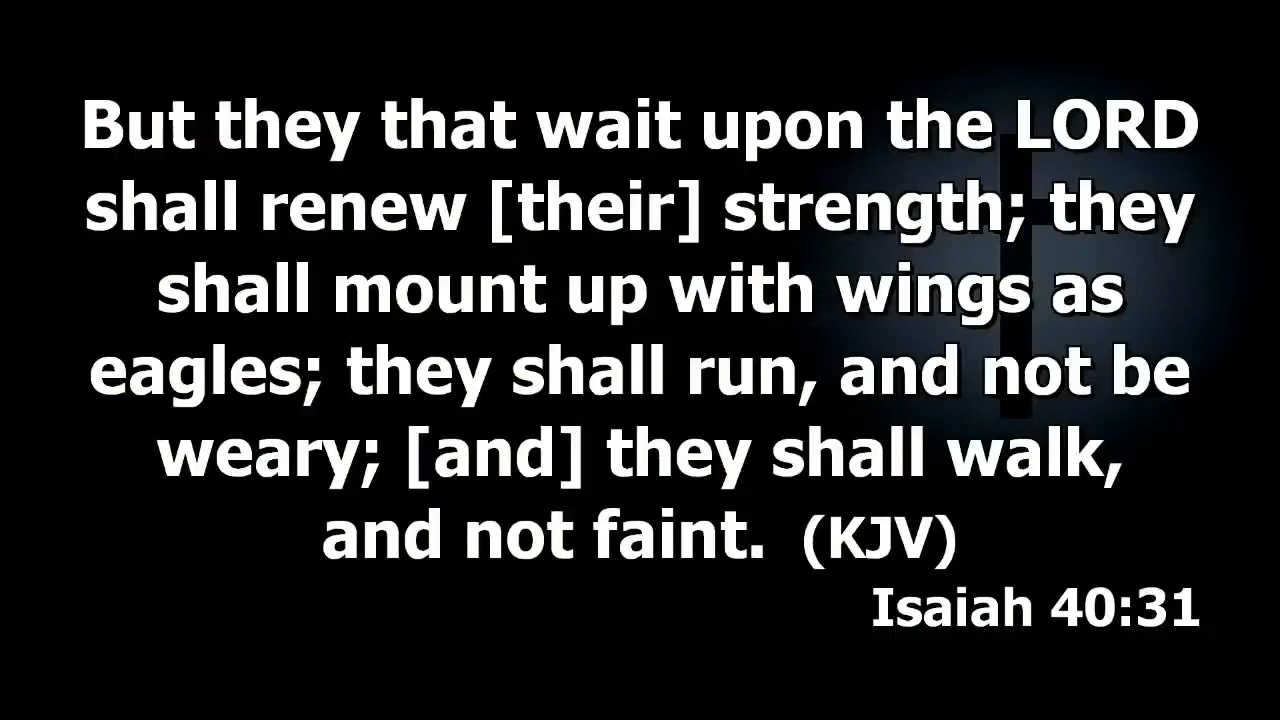 But they that wait upon the LORD
shall renew [their] strength; they
shall mount up with wings as
eagles; they shall run, and not be
weary; [and] they shall walk,
and not faint. (KJV)
Isaiah 40:31